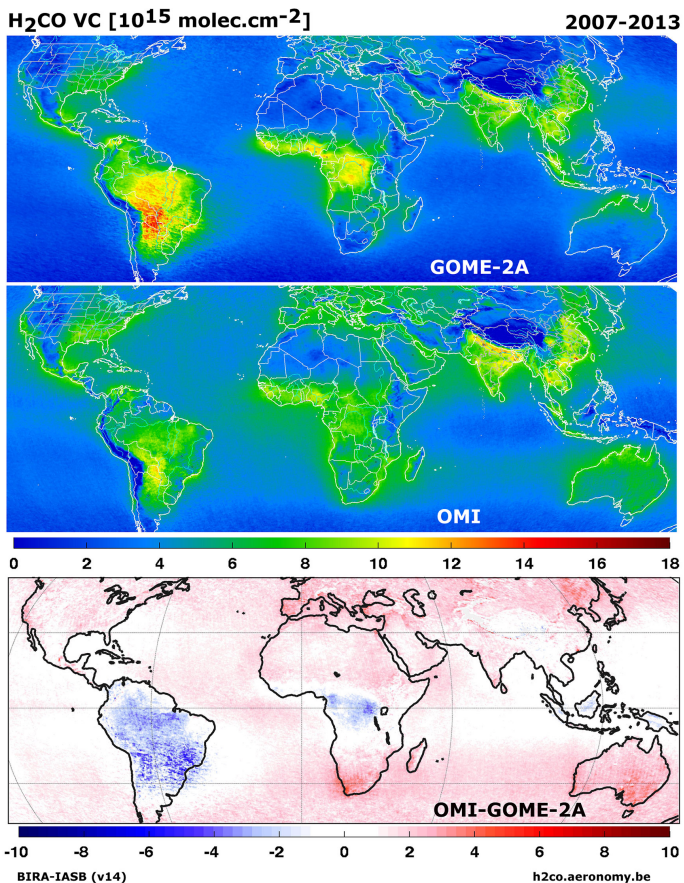 H2CO VC [10^15 molec.cm-2] 2007-2013
GOME-2A
OMI
0 2 4 6 8 10 12 14 16 18
OMI-GOME-2A
-10 -8 -6 -4 -2 0 2 4 6 8 10
BIRA-IASB (v14) h2co.aeronomy.be